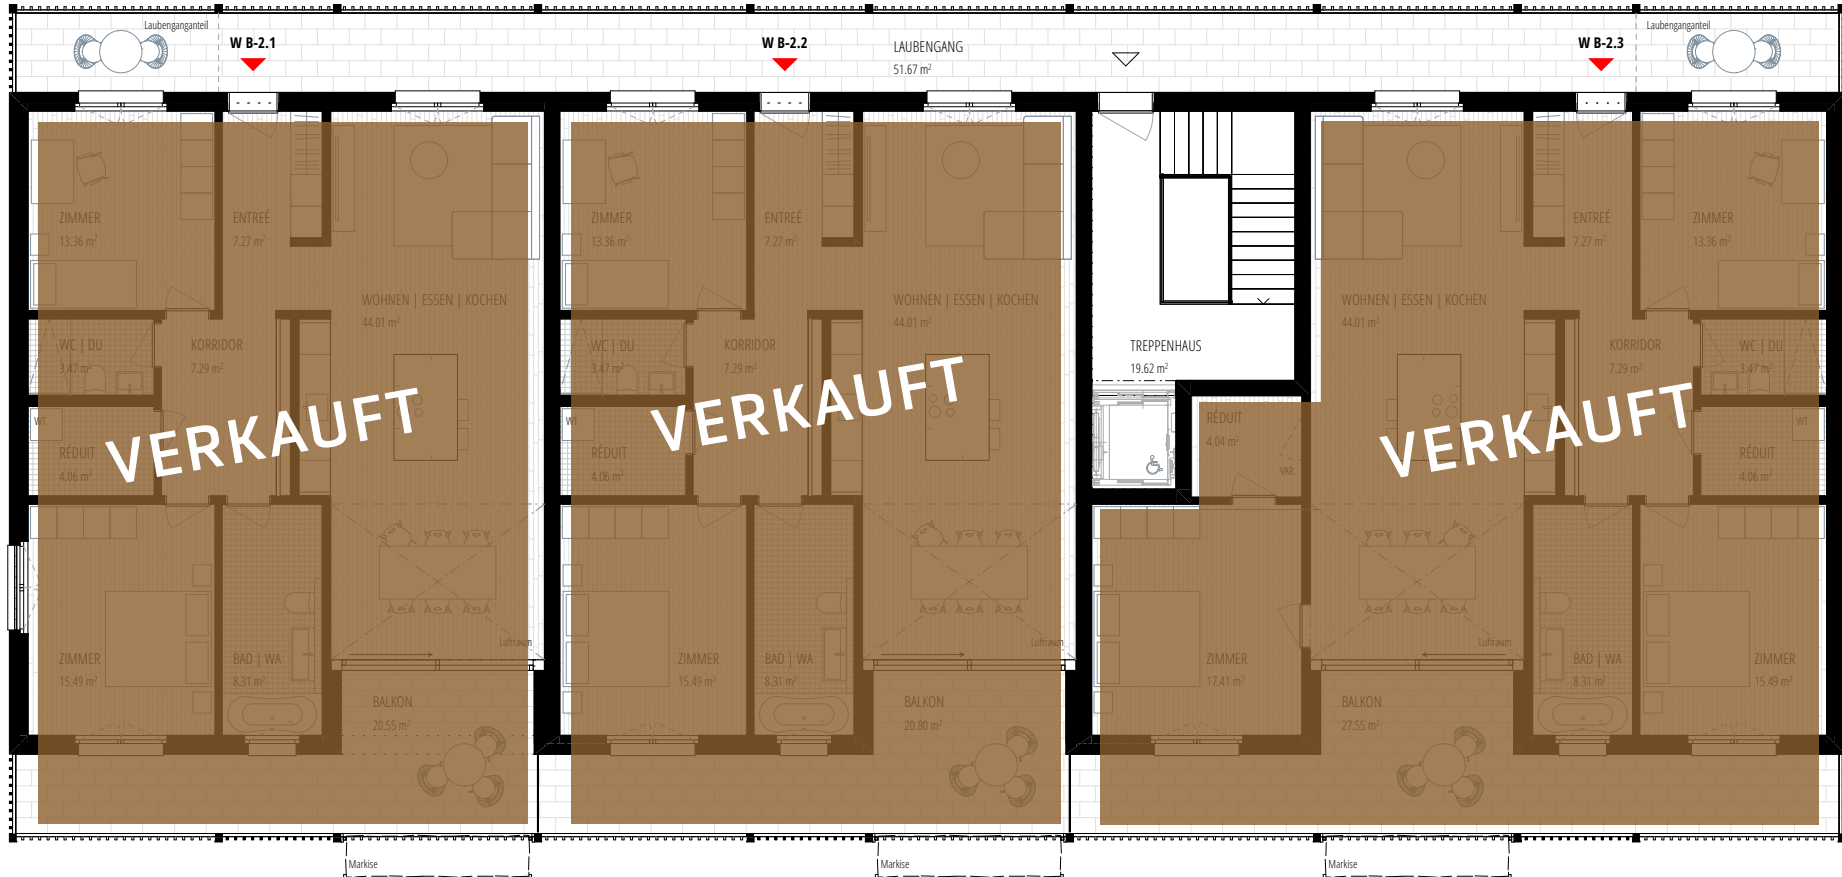 Laubenganganteil
W B-2.1
W B-2.2
LAUBENGANG
51.67 m²
W B-2.3
Laubenganganteil
ZIMMER
13.36 m²
ENTREÉ
7.27 m²
WOHNEN | ESSEN | KOCHEN
44.01 m²
WC | DU
3.47 m²
KORRIDOR
7.29 m²
WT
RÉDUIT
4.06 m²
VERKAUFT
ZIMMER
15.49 m²
BAD | WA
8.31 m²
Luftraum
BALKON
20.55 m²
Markise
ZIMMER
13.36 m²
ENTREÉ
7.27 m²
WOHNEN | ESSEN | KOCHEN
44.01 m²
WC | DU
3.47 m²
KORRIDOR
7.29 m²
WT
RÉDUIT
4.06 m²
VERKAUFT
ZIMMER
15.49 m²
BAD | WA
8.31 m²
Luftraum
BALKON
20.80 m²
Markise
TREPPENHAUS
19.62 m²
RÉDUIT
4.04 m²
VAR.
WOHNEN | ESSEN | KOCHEN
44.01 m²
ENTREÉ
7.27 m²
ZIMMER
13.36 m²
KORRIDOR
7.29 m²
WC | DU
3.47 m²
WT
RÉDUIT
4.06 m²
VERKAUFT
ZIMMER
17.41 m²
Luftraum
BALKON
27.55 m²
BAD | WA
8.31 m²
ZIMMER
15.49 m²
Markise